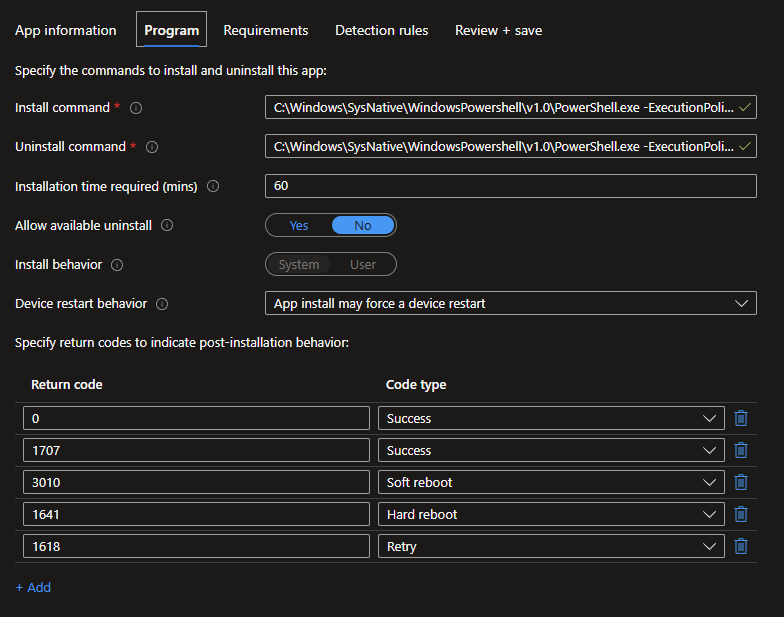 App information Program Requirements Detection rules Review + save
Specify the commands to install and uninstall this app:
Install command * C:\Windows\SysNative\WindowsPowershell\v1.0\PowerShell.exe -ExecutionPoli...
Uninstall command * C:\Windows\SysNative\WindowsPowershell\v1.0\PowerShell.exe -ExecutionPoli...
Installation time required (mins) 60
Allow available uninstall Yes No
Install behavior System User
Device restart behavior App install may force a device restart
Specify return codes to indicate post-installation behavior:
Return code Code type
0 Success
1707 Success
3010 Soft reboot
1641 Hard reboot
1618 Retry
+ Add